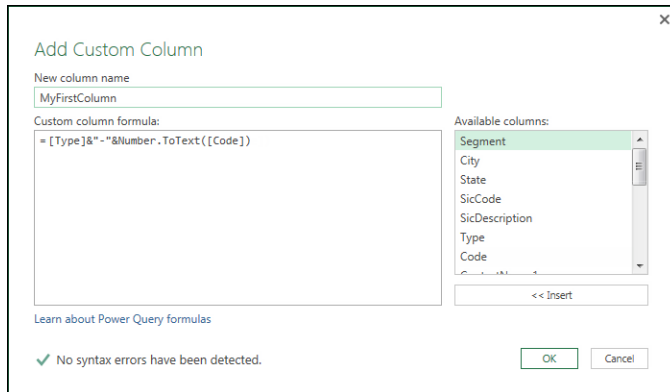 Add Custom Column
New column name
MyFirstColumn
Custom column formula:
=[Type]&"-"&Number.ToText([Code])
Available columns:
Segment
City
State
SicCode
SicDescription
Type
Code
<< Insert
Learn about Power Query formulas
No syntax errors have been detected.
OK
Cancel